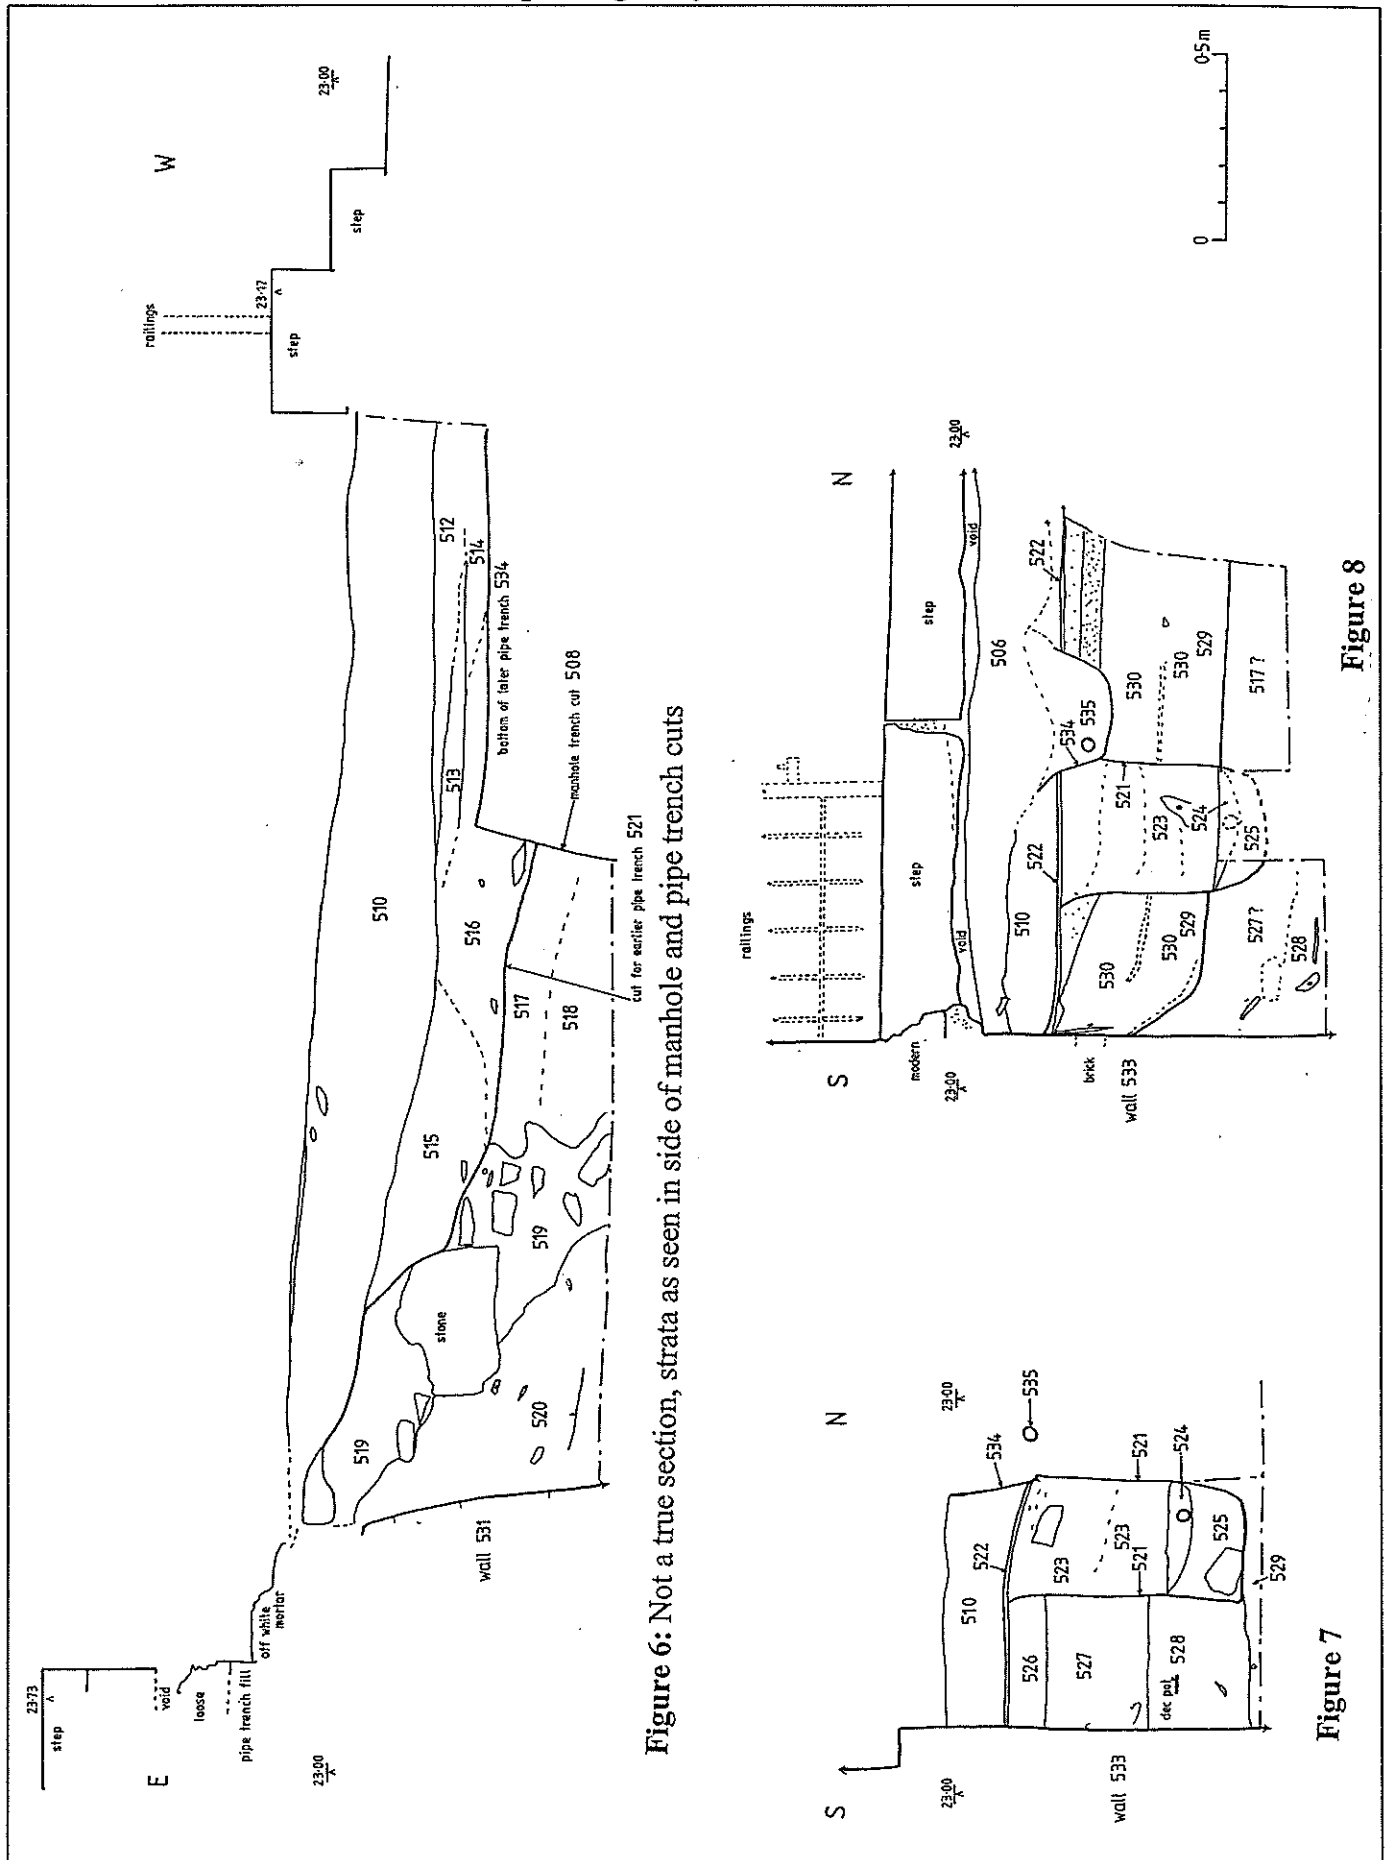 23·73
step
E
void
loose
pipe trench fill
off white
mortar
23·00
wall 531
519
520
stone
519
515
510
516
517
518
513
512
514
bottom of later pipe trench 534
manhole trench cut 508
cut for earlier pipe trench 521
railings
23·17
step
step
W
23·00
Figure 6: Not a true section, strata as seen in side of manhole and pipe trench cuts
S
N
23·00
23·00
wall 533
510
522
534
535
526
523
523
521
521
527
524
528
525
dec pot
529
Figure 7
S
N
railings
modern
23·00
23·00
step
step
void
void
506
510
522
522
534
535
brick
wall 533
521
523
524
525
530
530
529
530
530
529
527?
528
517?
Figure 8
0
0·5m